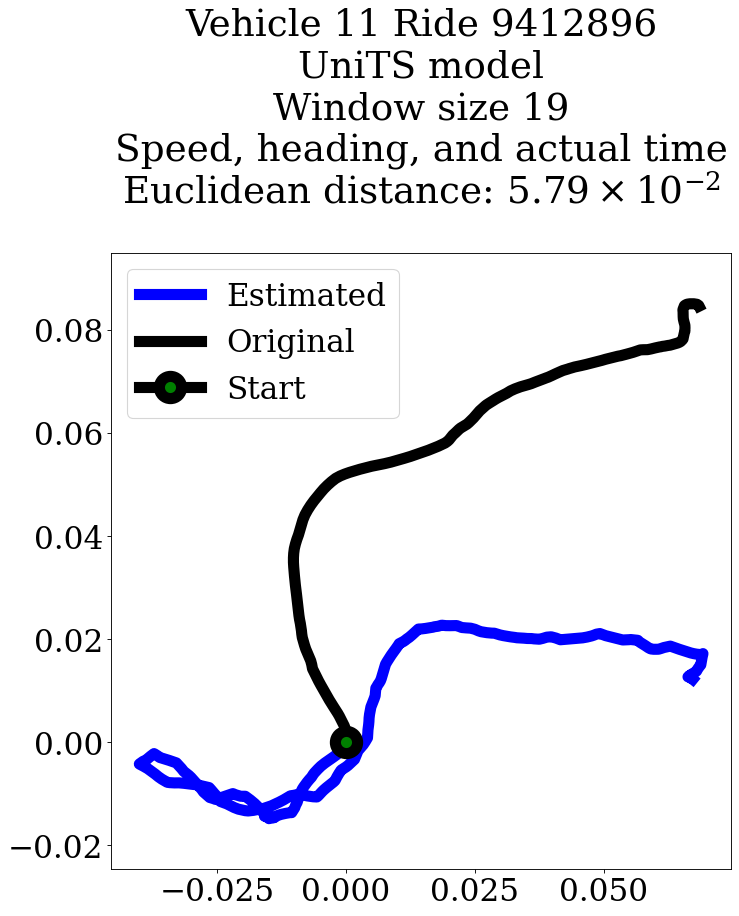 Vehicle 11 Ride 9412896
UniTS model
Window size 19
Speed, heading, and actual time
Euclidean distance: 5.79 × 10⁻²
Estimated
Original
Start
0.08
0.06
0.04
0.02
0.00
−0.02
−0.025 0.000 0.025 0.050